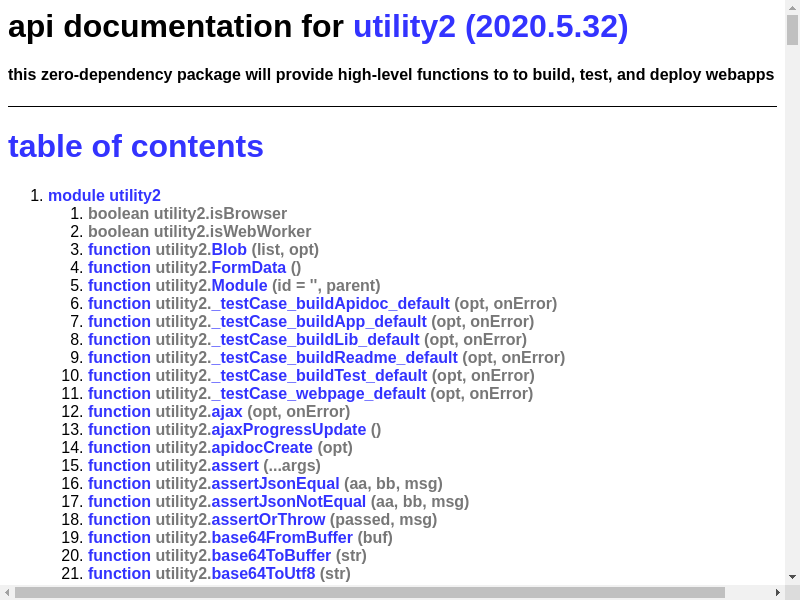 api documentation for utility2 (2020.5.32)
this zero-dependency package will provide high-level functions to to build, test, and deploy webapps
table of contents
1. module utility2
1. boolean utility2.isBrowser
2. boolean utility2.isWebWorker
3. function utility2.Blob (list, opt)
4. function utility2.FormData ()
5. function utility2.Module (id = '', parent)
6. function utility2._testCase_buildApidoc_default (opt, onError)
7. function utility2._testCase_buildApp_default (opt, onError)
8. function utility2._testCase_buildLib_default (opt, onError)
9. function utility2._testCase_buildReadme_default (opt, onError)
10. function utility2._testCase_buildTest_default (opt, onError)
11. function utility2._testCase_webpage_default (opt, onError)
12. function utility2.ajax (opt, onError)
13. function utility2.ajaxProgressUpdate ()
14. function utility2.apidocCreate (opt)
15. function utility2.assert (...args)
16. function utility2.assertJsonEqual (aa, bb, msg)
17. function utility2.assertJsonNotEqual (aa, bb, msg)
18. function utility2.assertOrThrow (passed, msg)
19. function utility2.base64FromBuffer (buf)
20. function utility2.base64ToBuffer (str)
21. function utility2.base64ToUtf8 (str)